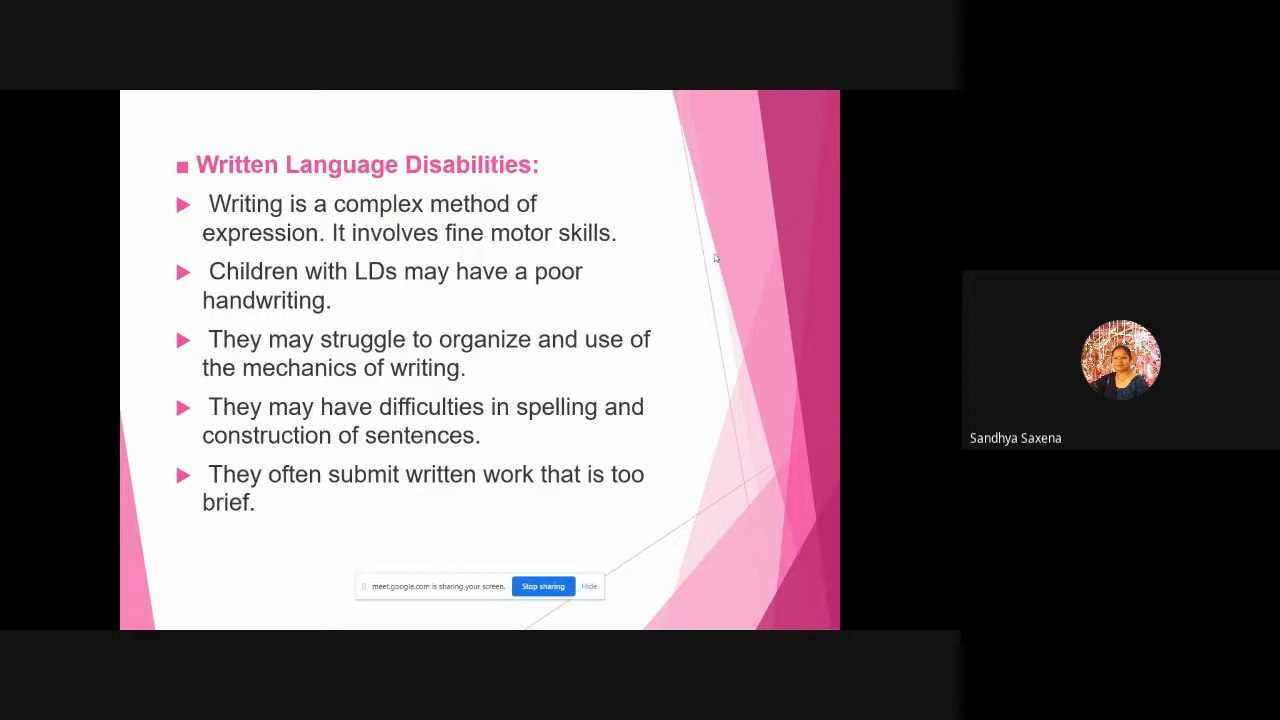 Written Language Disabilities:
Writing is a complex method of
expression. It involves fine motor skills.
Children with LDs may have a poor
handwriting.
They may struggle to organize and use of
the mechanics of writing.
They may have difficulties in spelling and
construction of sentences.
They often submit written work that is too
brief.
meet.google.com is sharing your screen. Stop sharing Hide
Sandhya Saxena